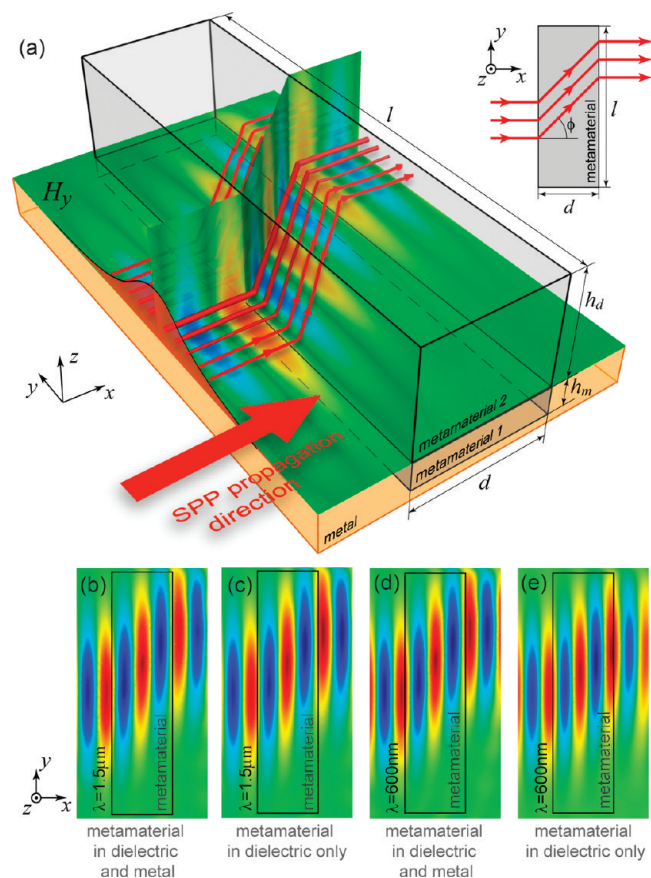 (a)
l
y
z
x
ϕ
metamaterial
l
d
H_y
h_d
h_m
z
y
x
metamaterial 2
metamaterial 1
d
SPP propagation
direction
metal
(b)
(c)
(d)
(e)
λ=1.5μm
metamaterial
λ=1.5μm
metamaterial
λ=600nm
metamaterial
λ=600nm
metamaterial
y
z
x
metamaterial
in dielectric
and metal
metamaterial
in dielectric only
metamaterial
in dielectric
and metal
metamaterial
in dielectric only